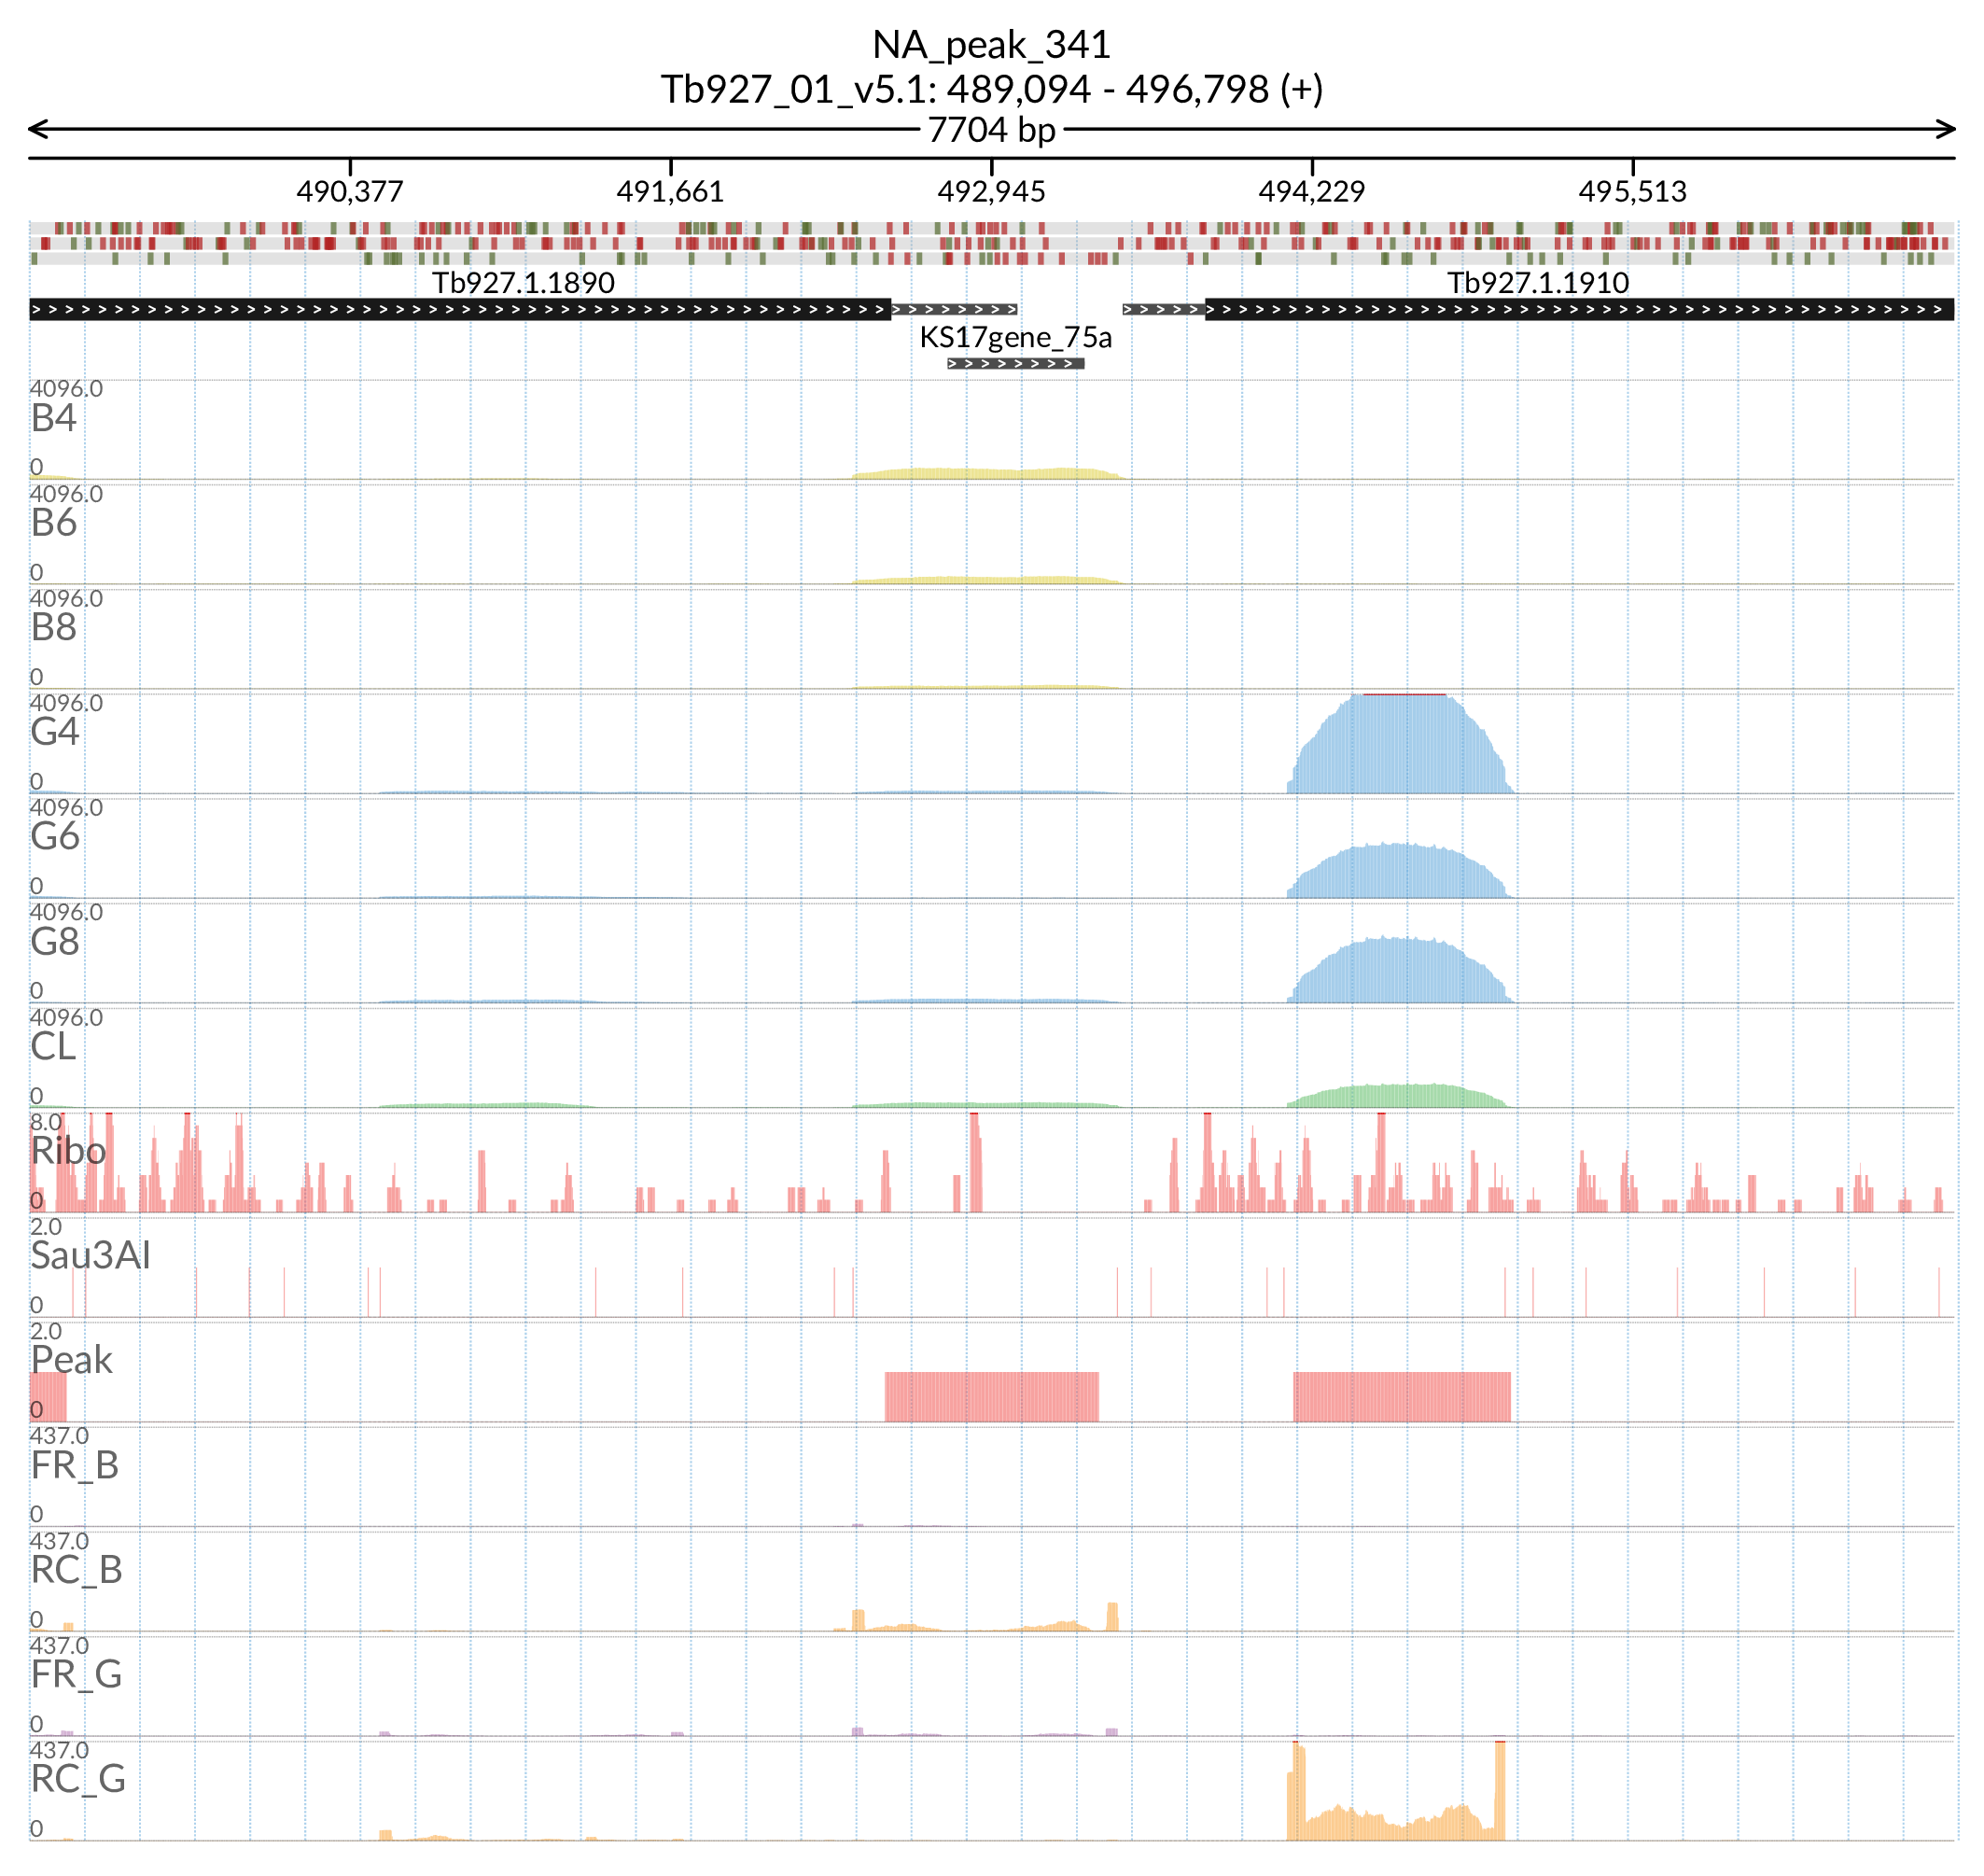 NA_peak_341
Tb927_01_v5.1: 489,094 - 496,798 (+)
7704 bp
490,377 491,661 492,945 494,229 495,513
Tb927.1.1890 Tb927.1.1910
KS17gene_75a
4096.0
B4
0
4096.0
B6
0
4096.0
B8
0
4096.0
G4
0
4096.0
G6
0
4096.0
G8
0
4096.0
CL
0
8.0
Ribo
0
2.0
Sau3AI
0
2.0
Peak
0
437.0
FR_B
0
437.0
RC_B
0
437.0
FR_G
0
437.0
RC_G
0